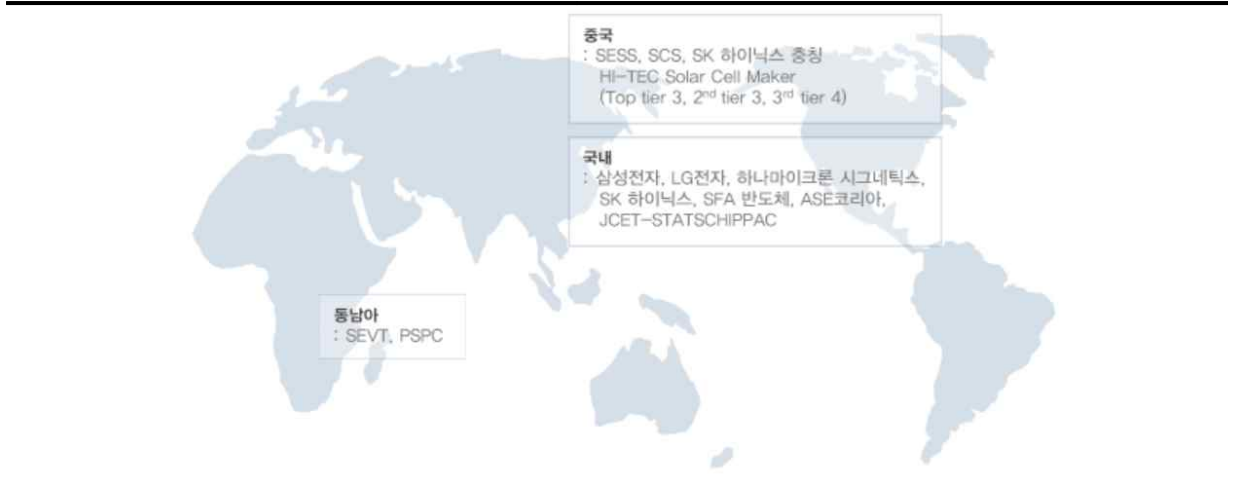 중국
: SESS, SCS, SK 하이닉스 충칭
HI-TEC Solar Cell Maker
(Top tier 3, 2nd tier 3, 3rd tier 4)
국내
: 삼성전자, LG전자, 하나마이크론 시그네틱스,
SK 하이닉스, SFA 반도체, ASE코리아,
JCET-STATSCHIPPAC
동남아
: SEVT, PSPC